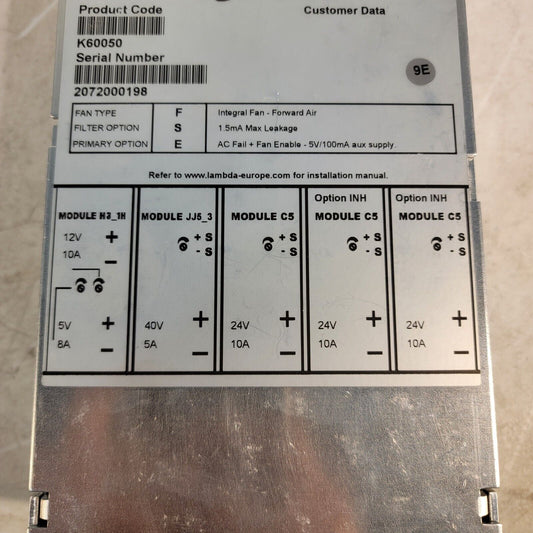 Product Code
Customer Data
K60050
Serial Number
2072000198
9E
FAN TYPE F Integral Fan - Forward Air
FILTER OPTION S 1.5mA Max Leakage
PRIMARY OPTION E AC Fail + Fan Enable - 5V/100mA aux supply.
Refer to www.lambda-europe.com for installation manual.
MODULE H3_1H
12V +
10A -
5V +
8A -
MODULE JJ5_3
+ S
- S
40V +
5A -
MODULE C5
+ S
- S
24V +
10A -
Option INH
MODULE C5
+ S
- S
24V +
10A -
Option INH
MODULE C5
+ S
- S
24V +
10A -